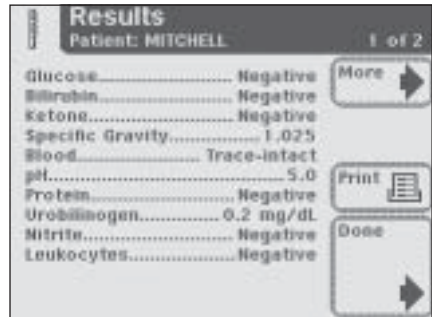 Results
Patient: MITCHELL 1 of 2
Glucose.................... Negative
Bilirubin.................. Negative
Ketone..................... Negative
Specific Gravity.............1.025
Blood.............. Trace-intact
pH.............................5.0
Protein.................... Negative
Urobilinogen............ 0.2 mg/dL
Nitrite.................... Negative
Leukocytes.................Negative
More
Print
Done